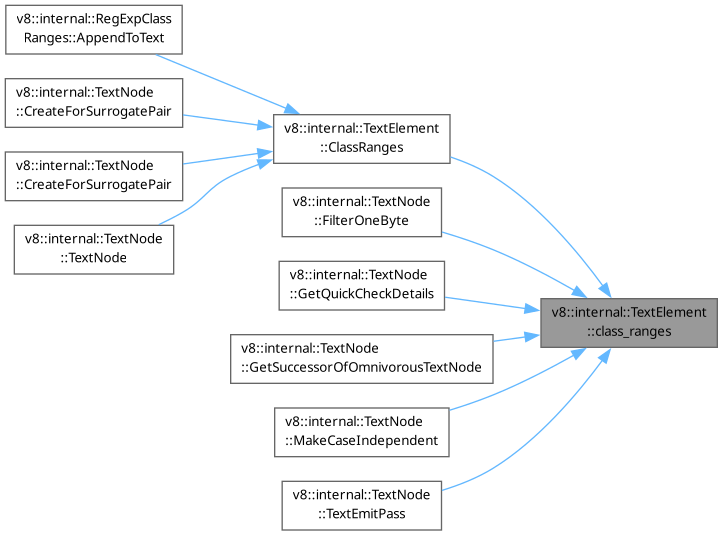 v8::internal::RegExpClass
Ranges::AppendToText
v8::internal::TextNode
::CreateForSurrogatePair
v8::internal::TextNode
::CreateForSurrogatePair
v8::internal::TextNode
::TextNode
v8::internal::TextElement
::ClassRanges
v8::internal::TextNode
::FilterOneByte
v8::internal::TextNode
::GetQuickCheckDetails
v8::internal::TextNode
::GetSuccessorOfOmnivorousTextNode
v8::internal::TextNode
::MakeCaseIndependent
v8::internal::TextNode
::TextEmitPass
v8::internal::TextElement
::class_ranges